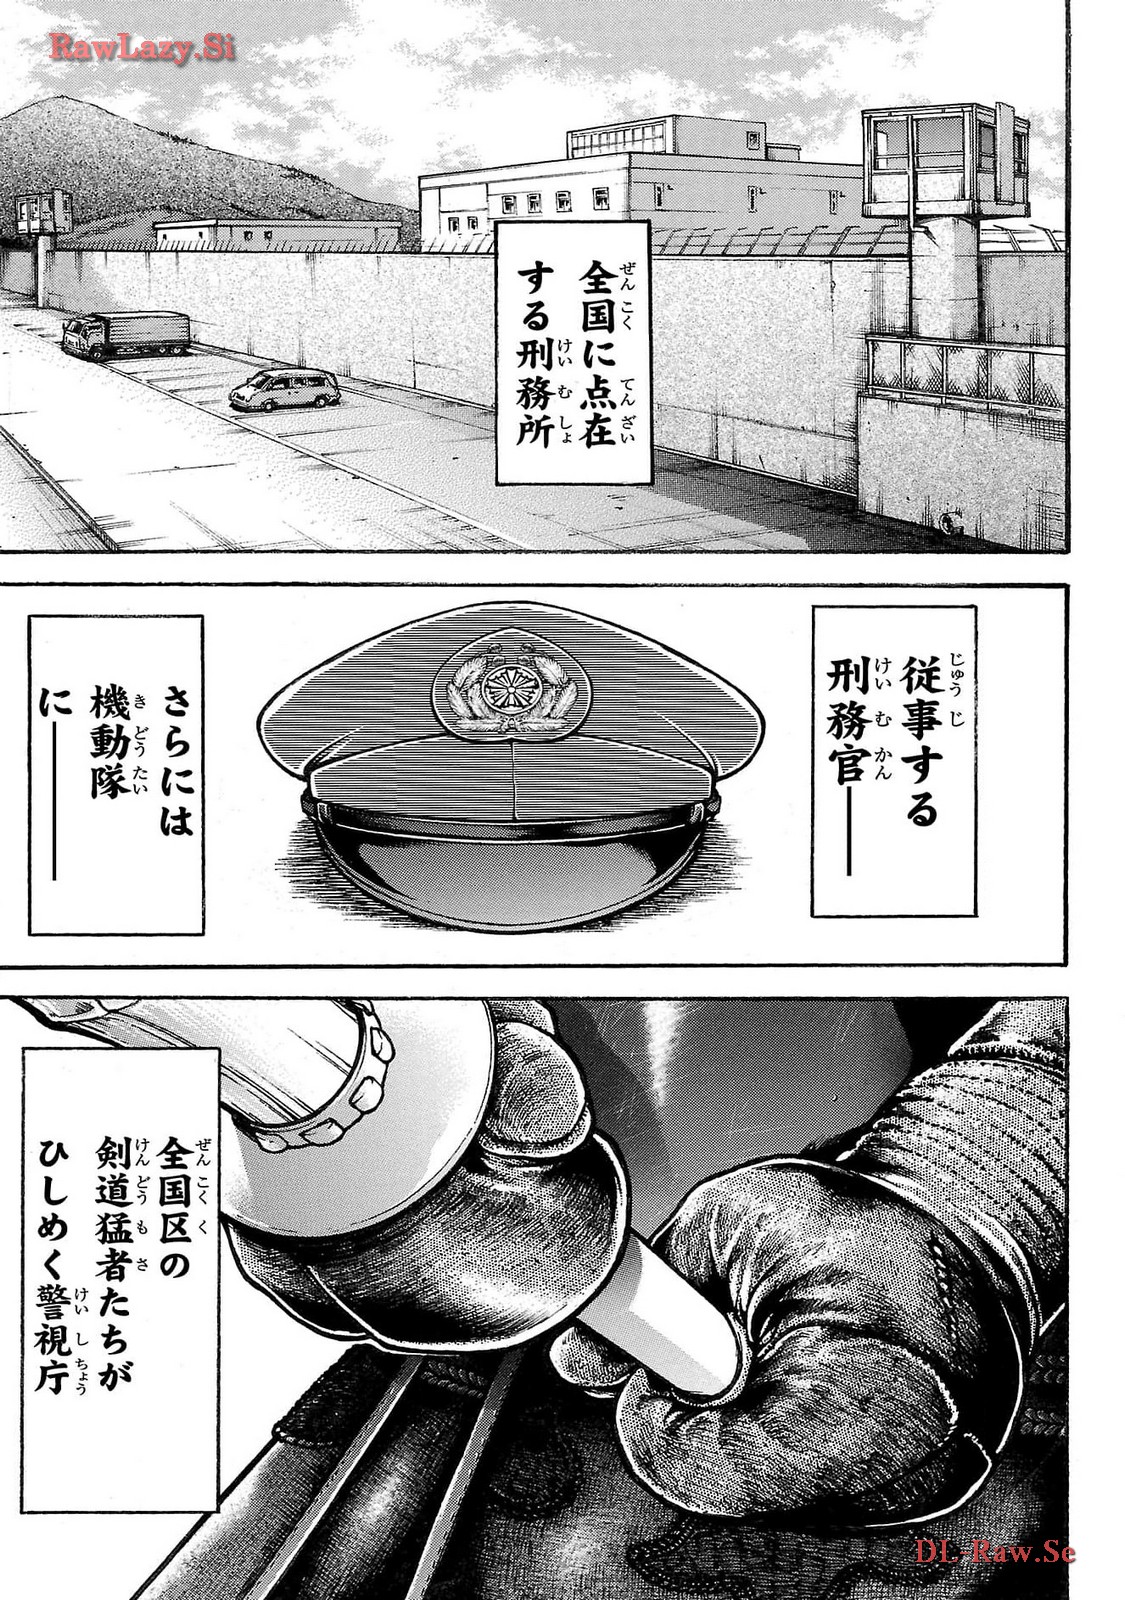 RawLazy.Si
全国に点在
する刑務所
従事する
刑務官――
さらには
機動隊
に――
全国区の
剣道猛者たちが
ひしめく警視庁
DL-Raw.Se